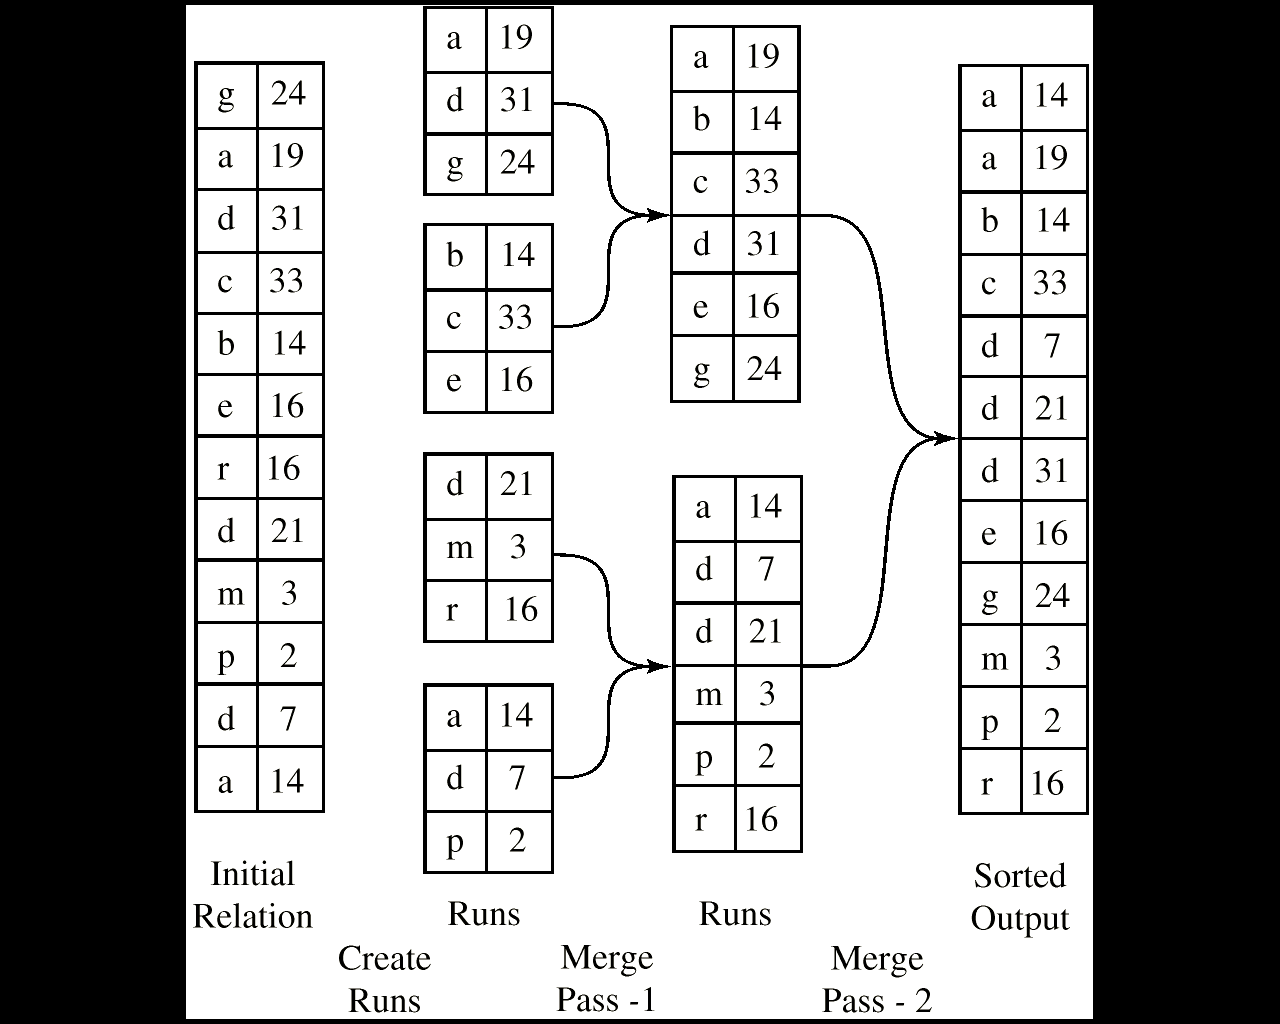 g 24
a 19
d 31
c 33
b 14
e 16
r 16
d 21
m 3
p 2
d 7
a 14
Initial
Relation
Create
Runs
a 19
d 31
g 24
b 14
c 33
e 16
d 21
m 3
r 16
a 14
d 7
p 2
Runs
Merge
Pass -1
a 19
b 14
c 33
d 31
e 16
g 24
a 14
d 7
d 21
m 3
p 2
r 16
Runs
Merge
Pass - 2
a 14
a 19
b 14
c 33
d 7
d 21
d 31
e 16
g 24
m 3
p 2
r 16
Sorted
Output